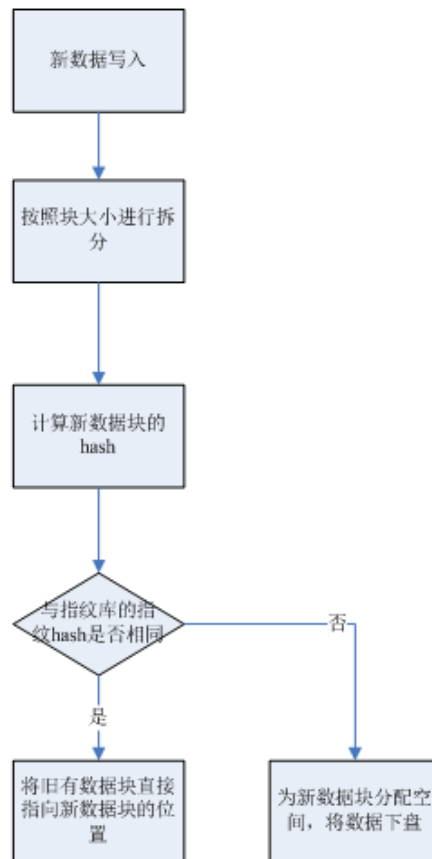 新数据写入
按照块大小进行拆
分
计算新数据块的
hash
与指纹库的指
纹hash是否相同
否
是
将旧有数据块直接
指向新数据块的位
置
为新数据块分配空
间，将数据下盘